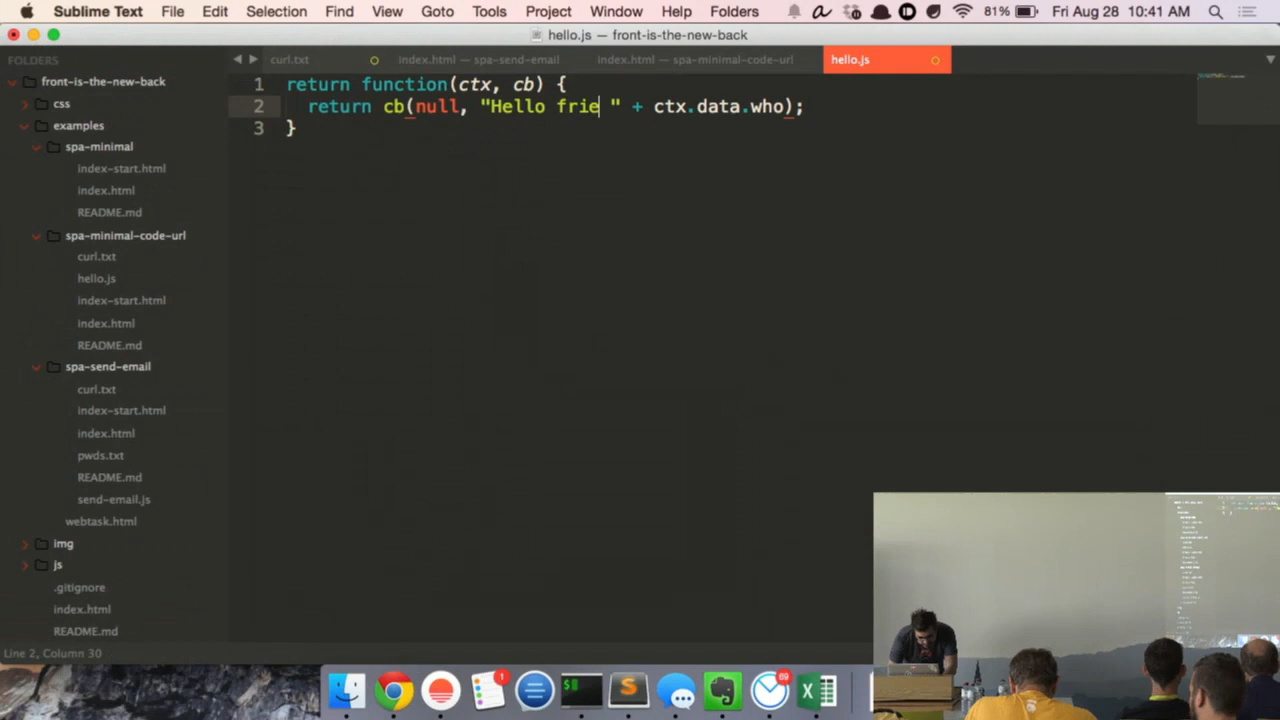 Sublime Text File Edit Selection Find View Goto Tools Project Window Help Folders 81% Fri Aug 28 10:41 AM
hello.js — front-is-the-new-back
FOLDERS
front-is-the-new-back
css
examples
spa-minimal
index-start.html
index.html
README.md
spa-minimal-code-url
curl.txt
hello.js
index-start.html
index.html
README.md
spa-send-email
curl.txt
index-start.html
index.html
pwds.txt
README.md
send-email.js
webtask.html
img
js
.gitignore
index.html
README.md
curl.txt index.html — spa-send-email index.html — spa-minimal-code-url hello.js
1 return function(ctx, cb) {
2 return cb(null, "Hello frie " + ctx.data.who);
3 }
Line 2, Column 30
1
$
S
69
X